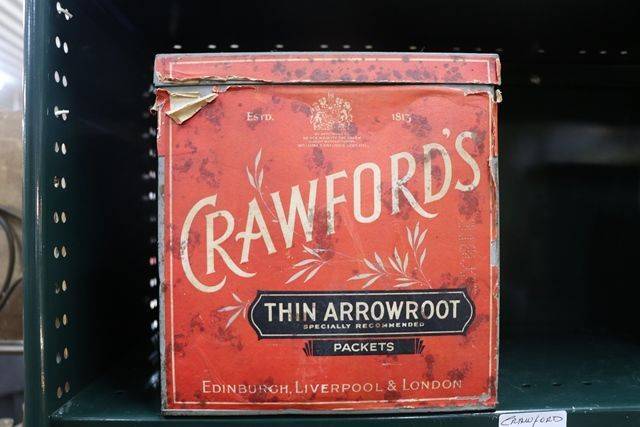 ESTD. 1813
CRAWFORD'S
THIN ARROWROOT
SPECIALLY RECOMMENDED
PACKETS
EDINBURGH, LIVERPOOL & LONDON
CRAWFORD